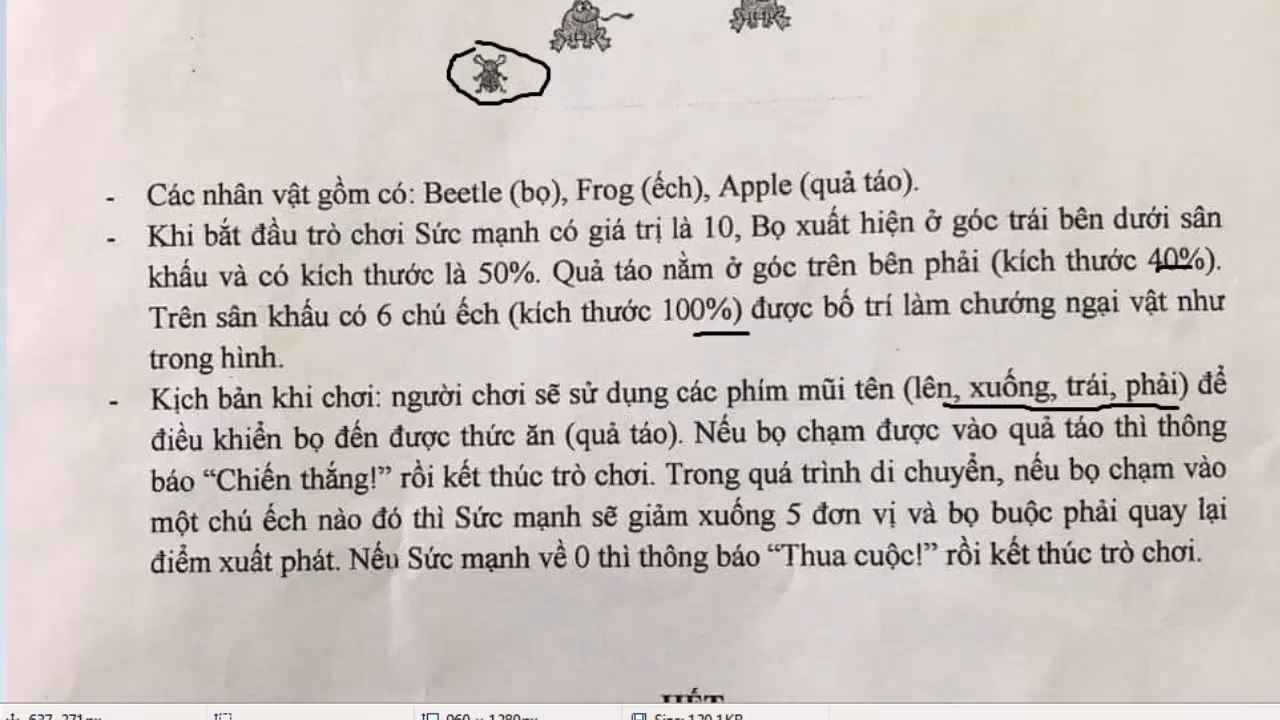 - Các nhân vật gồm có: Beetle (bọ), Frog (ếch), Apple (quả táo).
- Khi bắt đầu trò chơi Sức mạnh có giá trị là 10, Bọ xuất hiện ở góc trái bên dưới sân
khấu và có kích thước là 50%. Quả táo nằm ở góc trên bên phải (kích thước 40%).
Trên sân khấu có 6 chú ếch (kích thước 100%) được bố trí làm chướng ngại vật như
trong hình.
- Kịch bản khi chơi: người chơi sẽ sử dụng các phím mũi tên (lên, xuống, trái, phải) để
điều khiển bọ đến được thức ăn (quả táo). Nếu bọ chạm được vào quả táo thì thông
báo “Chiến thắng!” rồi kết thúc trò chơi. Trong quá trình di chuyển, nếu bọ chạm vào
một chú ếch nào đó thì Sức mạnh sẽ giảm xuống 5 đơn vị và bọ buộc phải quay lại
điểm xuất phát. Nếu Sức mạnh về 0 thì thông báo “Thua cuộc!” rồi kết thúc trò chơi.
HẾT